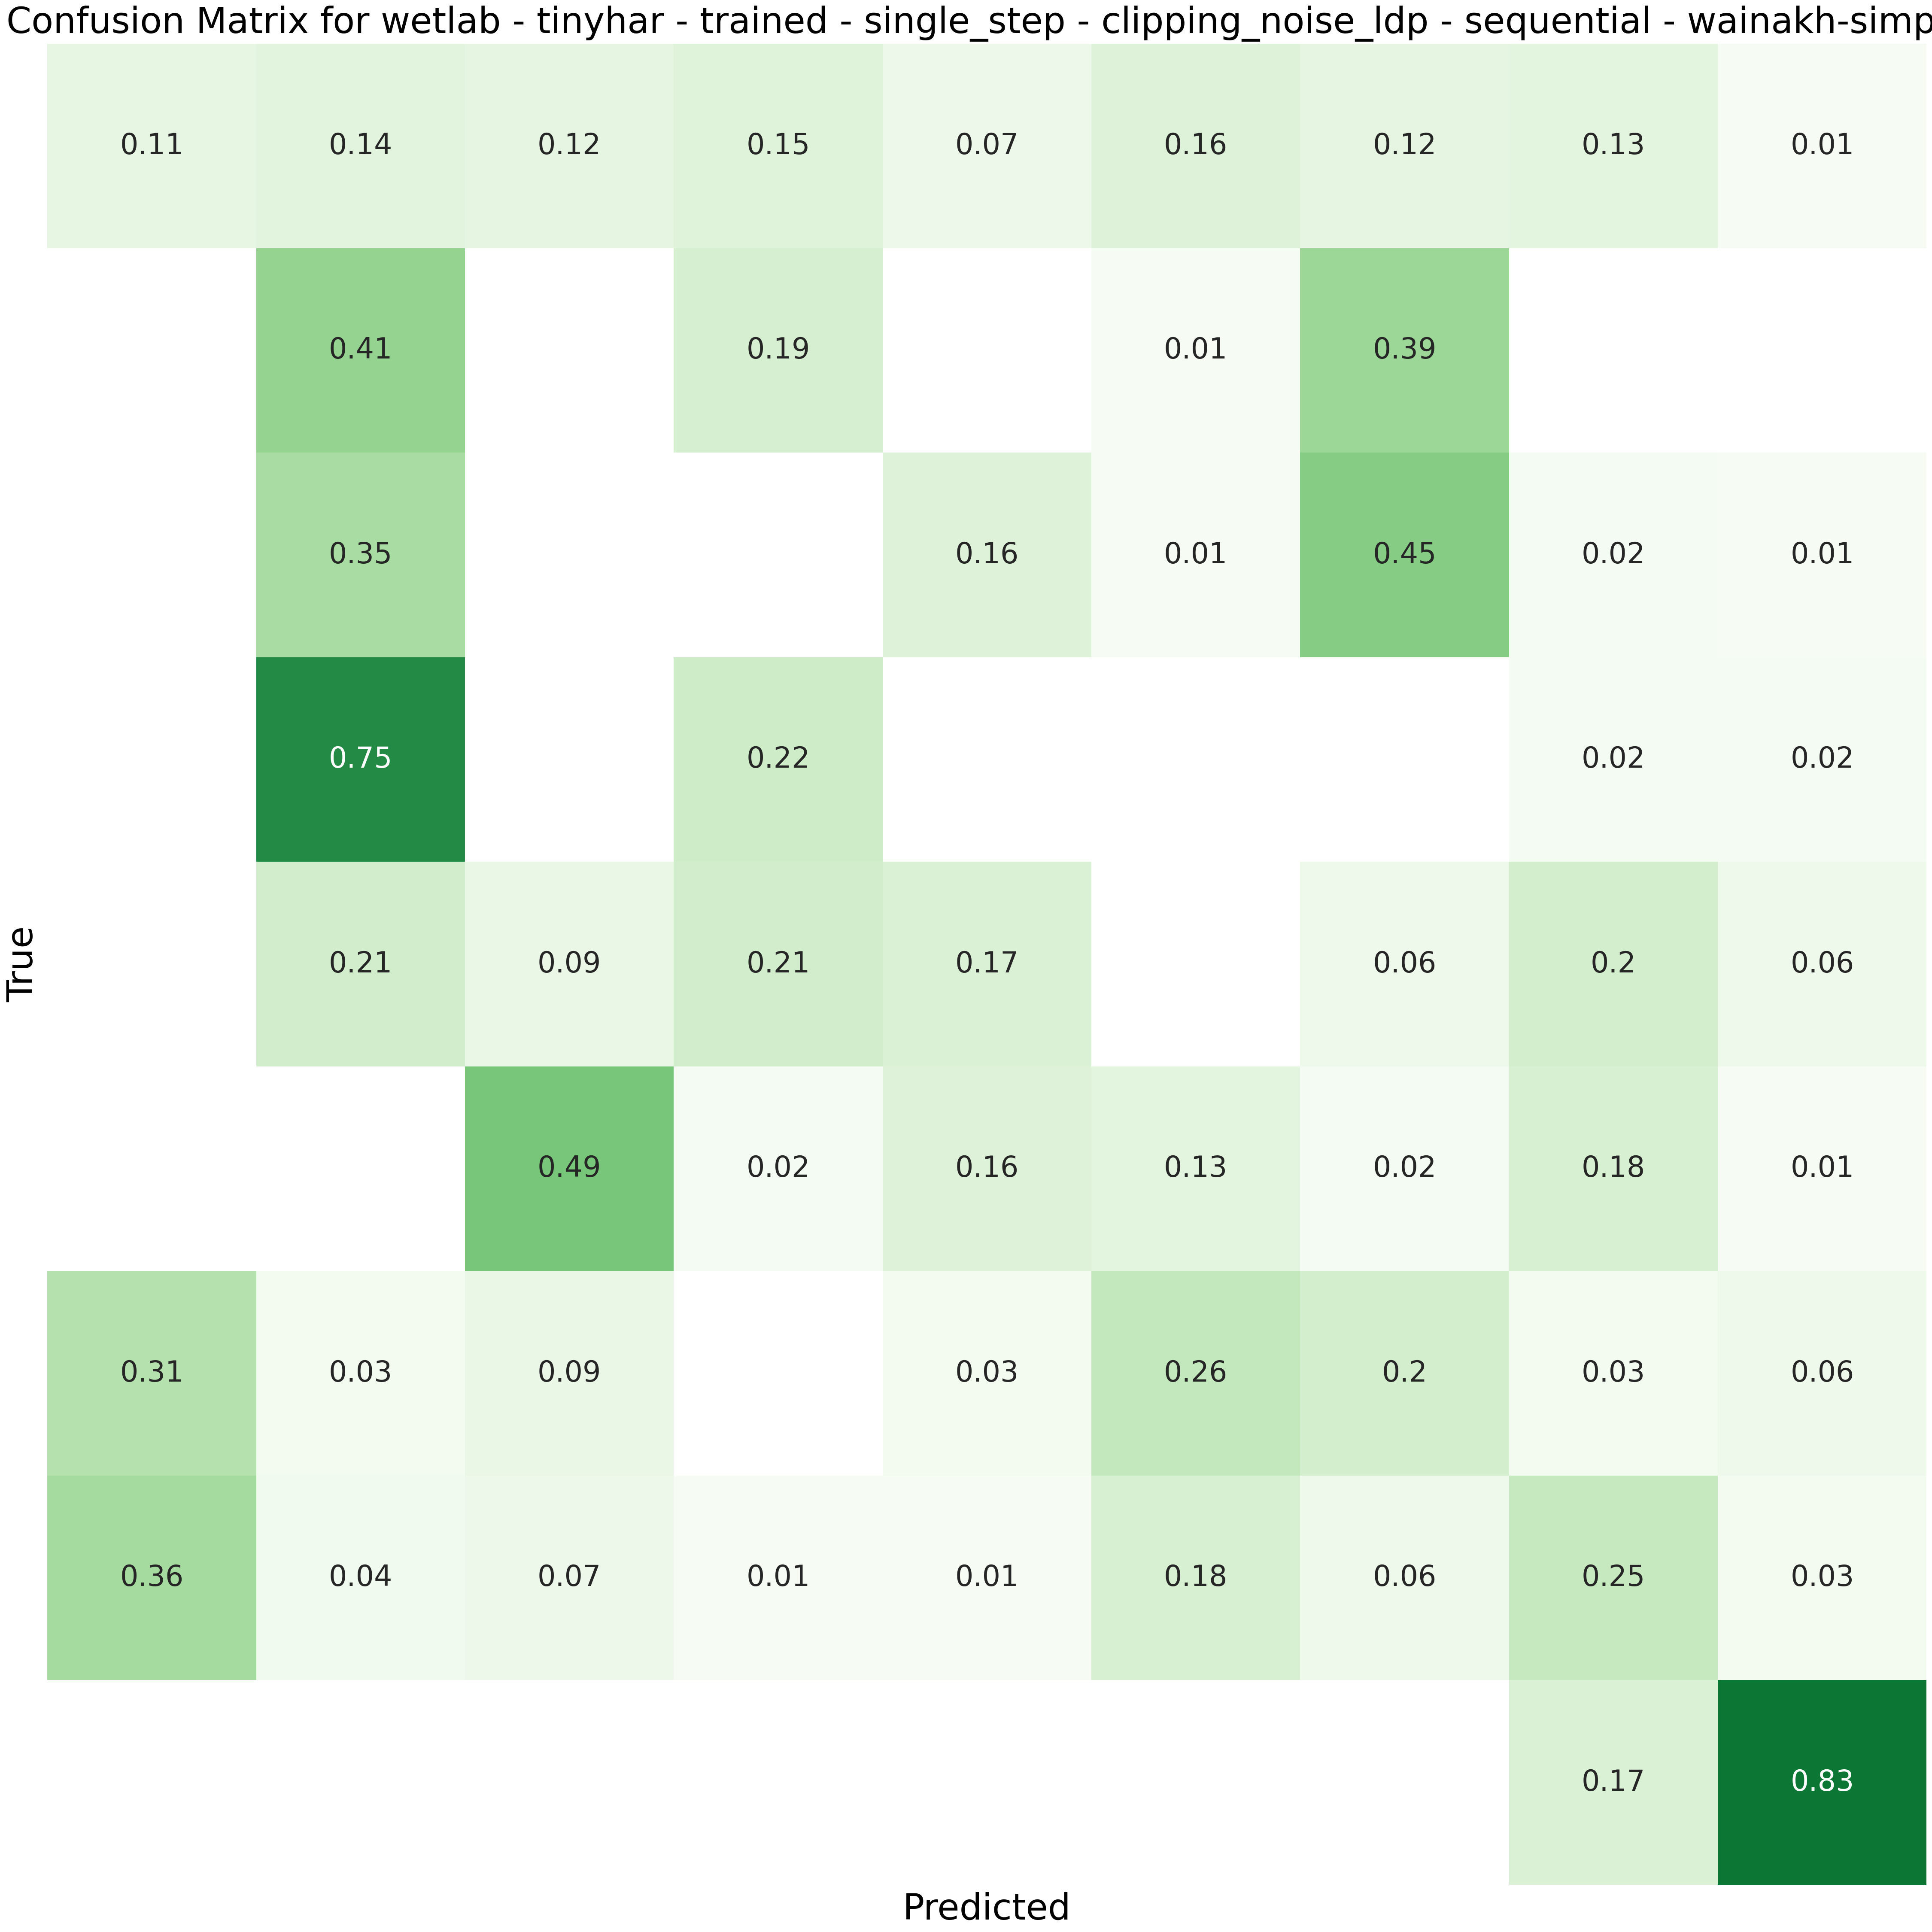 Confusion Matrix for wetlab - tinyhar - trained - single_step - clipping_noise_ldp - sequential - wainakh-simp
0.11 0.14 0.12 0.15 0.07 0.16 0.12 0.13 0.01
0.41 0.19 0.01 0.39
0.35 0.16 0.01 0.45 0.02 0.01
0.75 0.22 0.02 0.02
0.21 0.09 0.21 0.17 0.06 0.2 0.06
True
0.49 0.02 0.16 0.13 0.02 0.18 0.01
0.31 0.03 0.09 0.03 0.26 0.2 0.03 0.06
0.36 0.04 0.07 0.01 0.01 0.18 0.06 0.25 0.03
0.17 0.83
Predicted